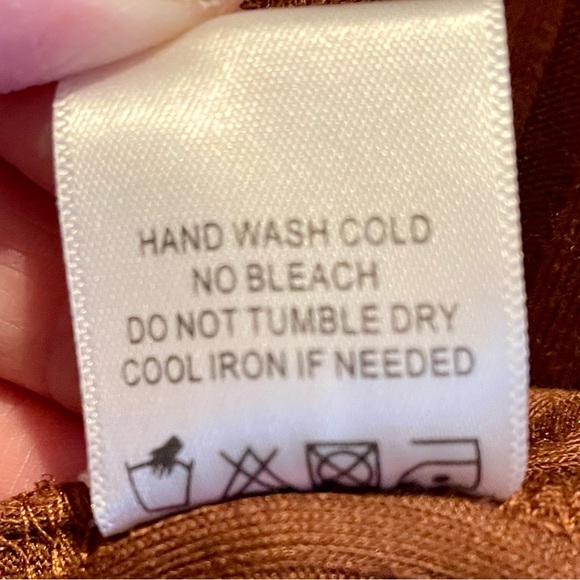 HAND WASH COLD
NO BLEACH
DO NOT TUMBLE DRY
COOL IRON IF NEEDED